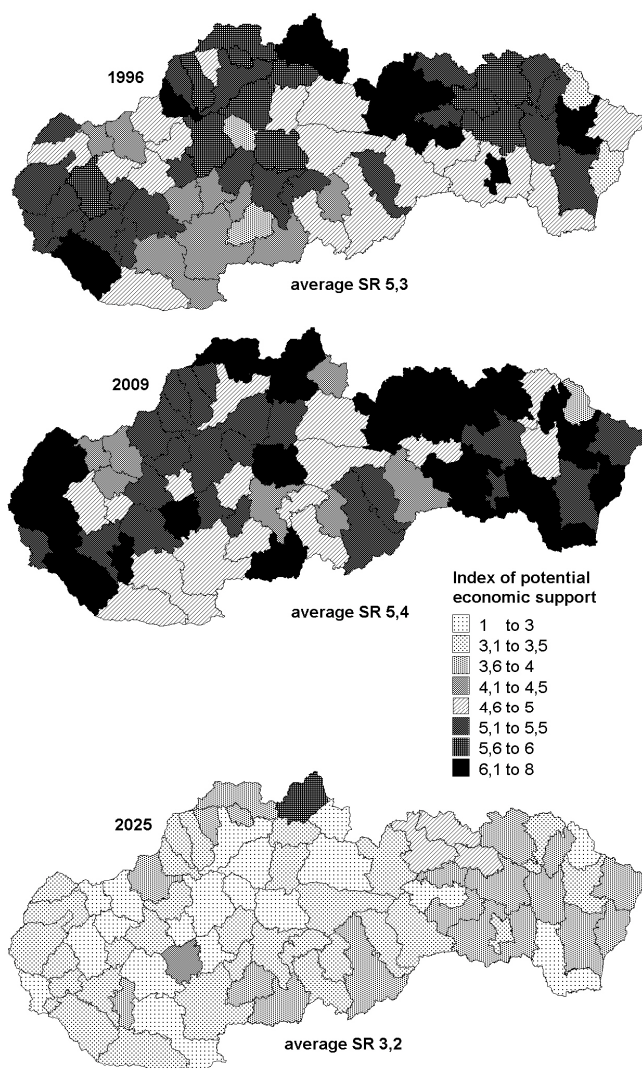 1996
average SR 5,3
2009
average SR 5,4
Index of potential
economic support
1 to 3
3,1 to 3,5
3,6 to 4
4,1 to 4,5
4,6 to 5
5,1 to 5,5
5,6 to 6
6,1 to 8
2025
average SR 3,2